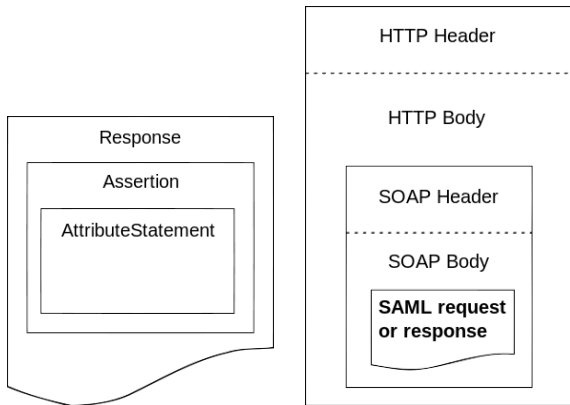 Response
Assertion
AttributeStatement
HTTP Header
HTTP Body
SOAP Header
SOAP Body
SAML request
or response